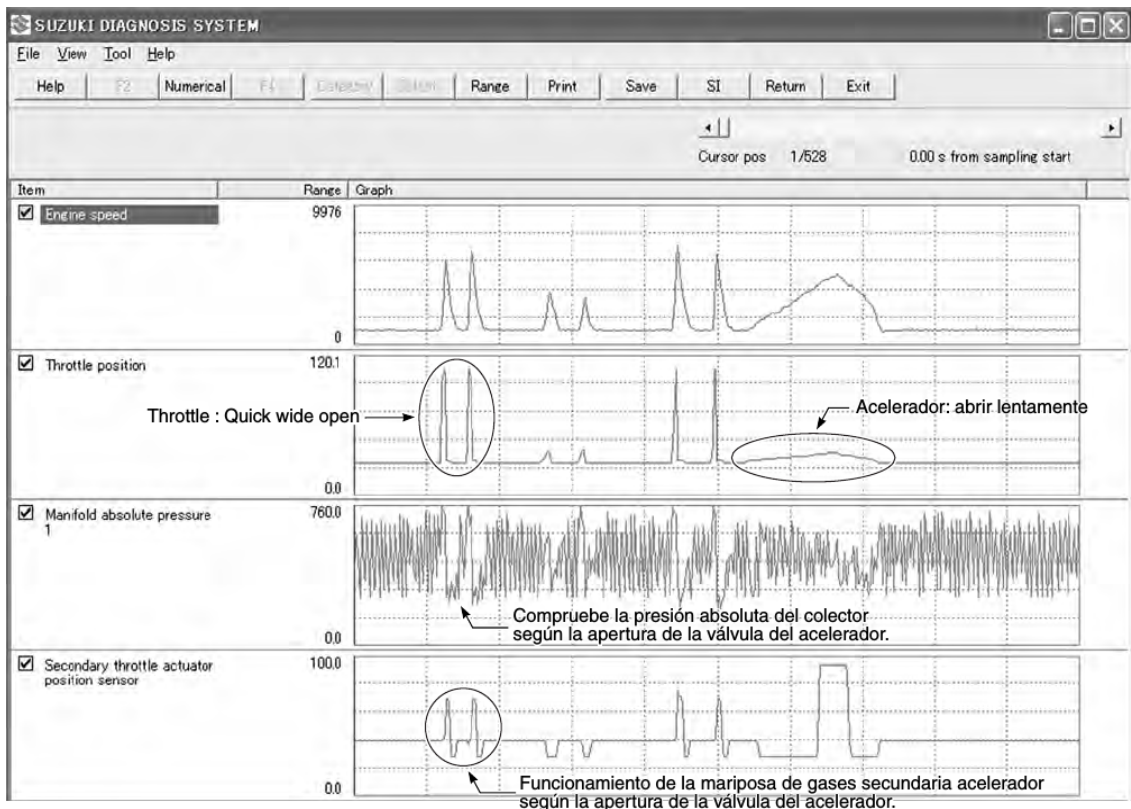 SUZUKI DIAGNOSIS SYSTEM
File View Tool Help
Help F2 Numerical F4 Range Print Save SI Return Exit
Cursor pos 1/528 0.00 s from sampling start
Item Range Graph
Engine speed 9976
0
Throttle position 120.1
Throttle : Quick wide open
Acelerador: abrir lentamente
0.0
Manifold absolute pressure 760.0
1
Compruebe la presión absoluta del colector
según la apertura de la válvula del acelerador.
0.0
Secondary throttle actuator 100.0
position sensor
0.0
Funcionamiento de la mariposa de gases secundaria acelerador
según la apertura de la válvula del acelerador.